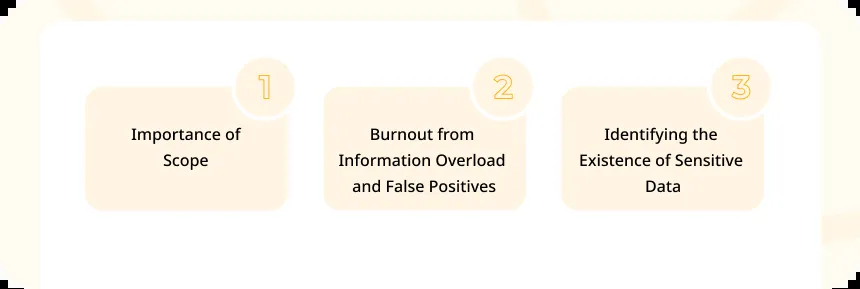 1
Importance of
Scope
2
Burnout from
Information Overload
and False Positives
3
Identifying the
Existence of Sensitive
Data